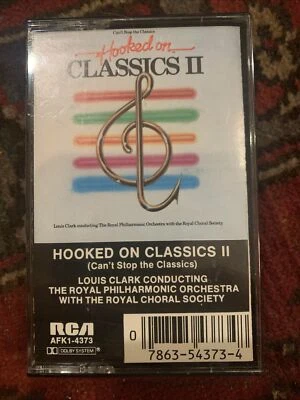 Can't Stop the Classics
Hooked on
CLASSICS II
Louis Clark conducting The Royal Philharmonic Orchestra with the Royal Choral Society
HOOKED ON CLASSICS II
(Can't Stop the Classics)
LOUIS CLARK CONDUCTING
THE ROYAL PHILHARMONIC ORCHESTRA
WITH THE ROYAL CHORAL SOCIETY
RCA
AFK1-4373
DOLBY SYSTEM
0 7863-54373-4